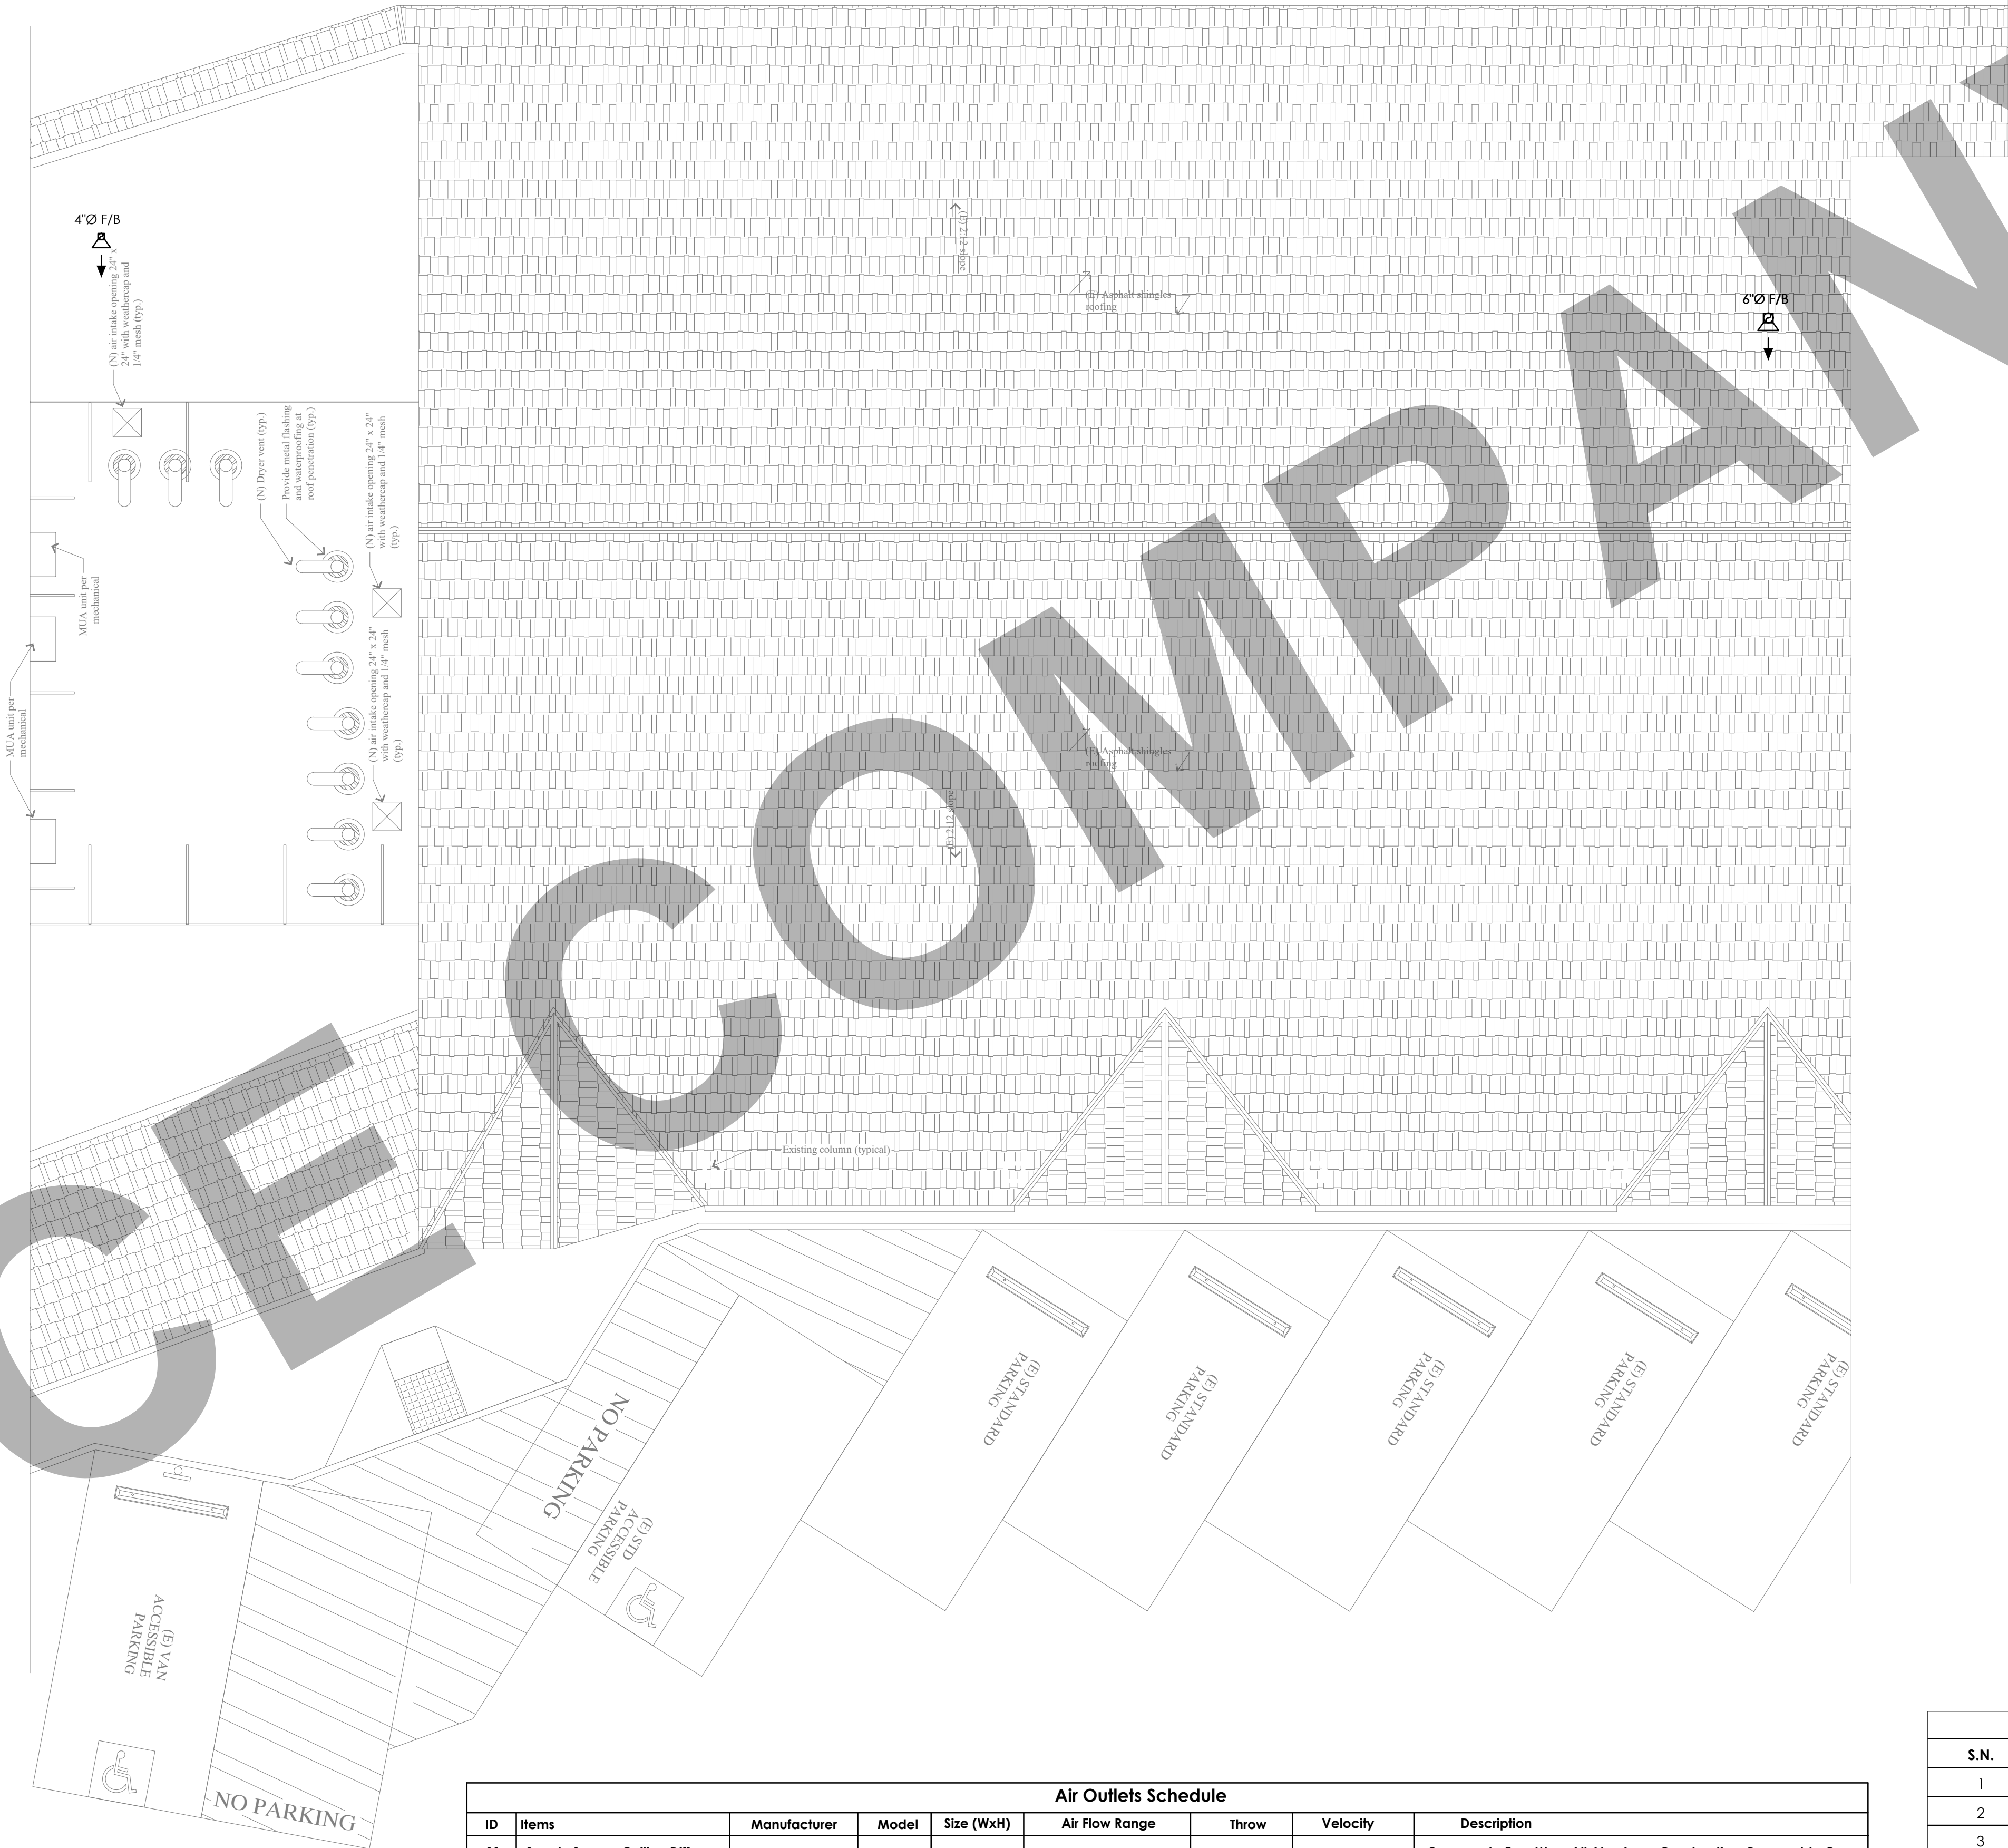 4"Ø F/B
(N) air intake opening 24" x
24" with weathercap and
1/4" mesh (typ.)
(E) 2:12 slope
(E) Asphalt shingles
roofing
6"Ø F/B
(N) Dryer vent (typ.)
Provide metal flashing
and waterproofing at
roof penetration (typ.)
(N) air intake opening 24" x 24"
with weathercap and 1/4" mesh
(typ.)
MUA unit per
mechanical
(N) air intake opening 24" x 24"
with weathercap and 1/4" mesh
(typ.)
MUA unit per
mechanical
(E) Asphalt shingles
roofing
(E) 2:12 slope
COMPAN
CE
Existing column (typical)
(E) STANDARD
PARKING
(E) STANDARD
PARKING
(E) STANDARD
PARKING
(E) STANDARD
PARKING
(E) STANDARD
PARKING
NO PARKING
(E) STD
ACCESSIBLE
PARKING
(E) VAN
ACCESSIBLE
PARKING
NO PARKING
Air Outlets Schedule
ID Items Manufacturer Model Size (WxH) Air Flow Range Throw Velocity Description
S.N.
1
2
3